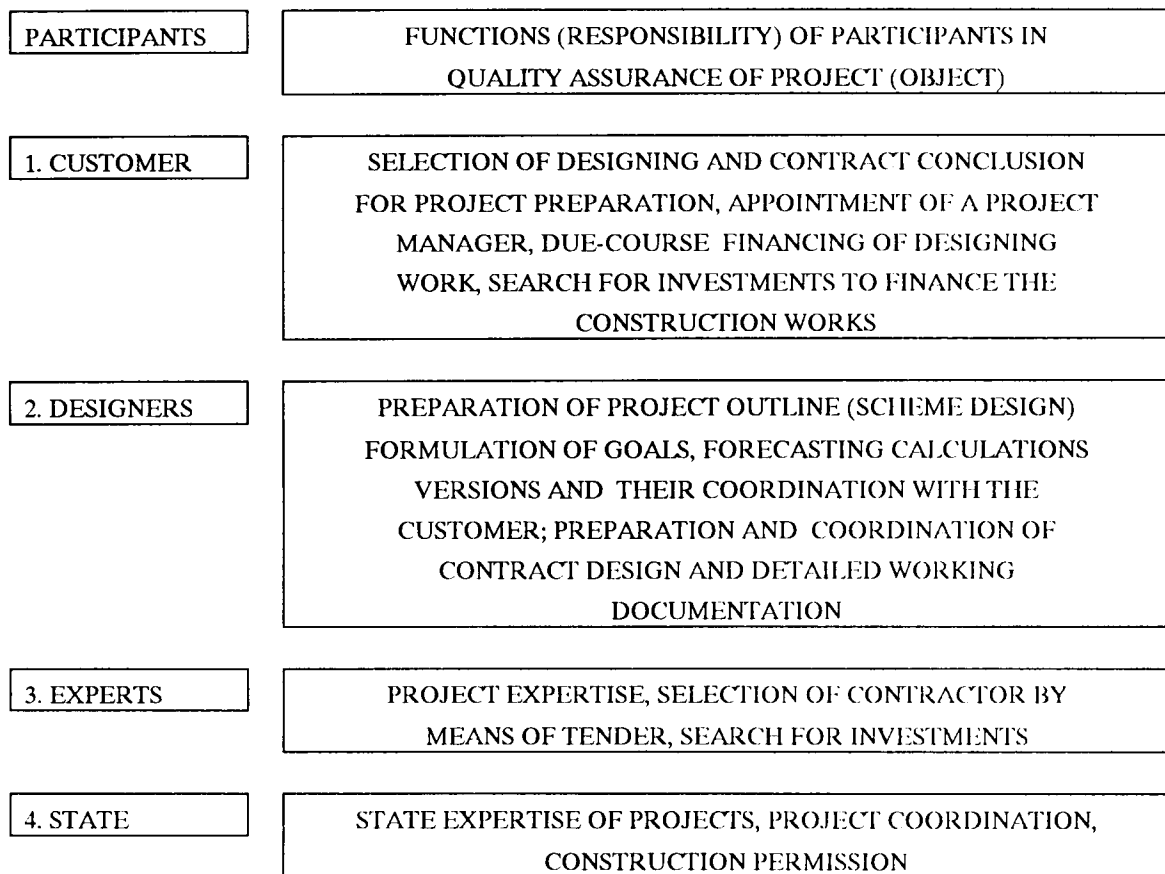 PARTICIPANTS
FUNCTIONS (RESPONSIBILITY) OF PARTICIPANTS IN
QUALITY ASSURANCE OF PROJECT (OBJECT)
1. CUSTOMER
SELECTION OF DESIGNING AND CONTRACT CONCLUSION
FOR PROJECT PREPARATION, APPOINTMENT OF A PROJECT
MANAGER, DUE-COURSE FINANCING OF DESIGNING
WORK, SEARCH FOR INVESTMENTS TO FINANCE THE
CONSTRUCTION WORKS
2. DESIGNERS
PREPARATION OF PROJECT OUTLINE (SCHEME DESIGN)
FORMULATION OF GOALS, FORECASTING CALCULATIONS
VERSIONS AND THEIR COORDINATION WITH THE
CUSTOMER; PREPARATION AND COORDINATION OF
CONTRACT DESIGN AND DETAILED WORKING
DOCUMENTATION
3. EXPERTS
PROJECT EXPERTISE, SELECTION OF CONTRACTOR BY
MEANS OF TENDER, SEARCH FOR INVESTMENTS
4. STATE
STATE EXPERTISE OF PROJECTS, PROJECT COORDINATION,
CONSTRUCTION PERMISSION